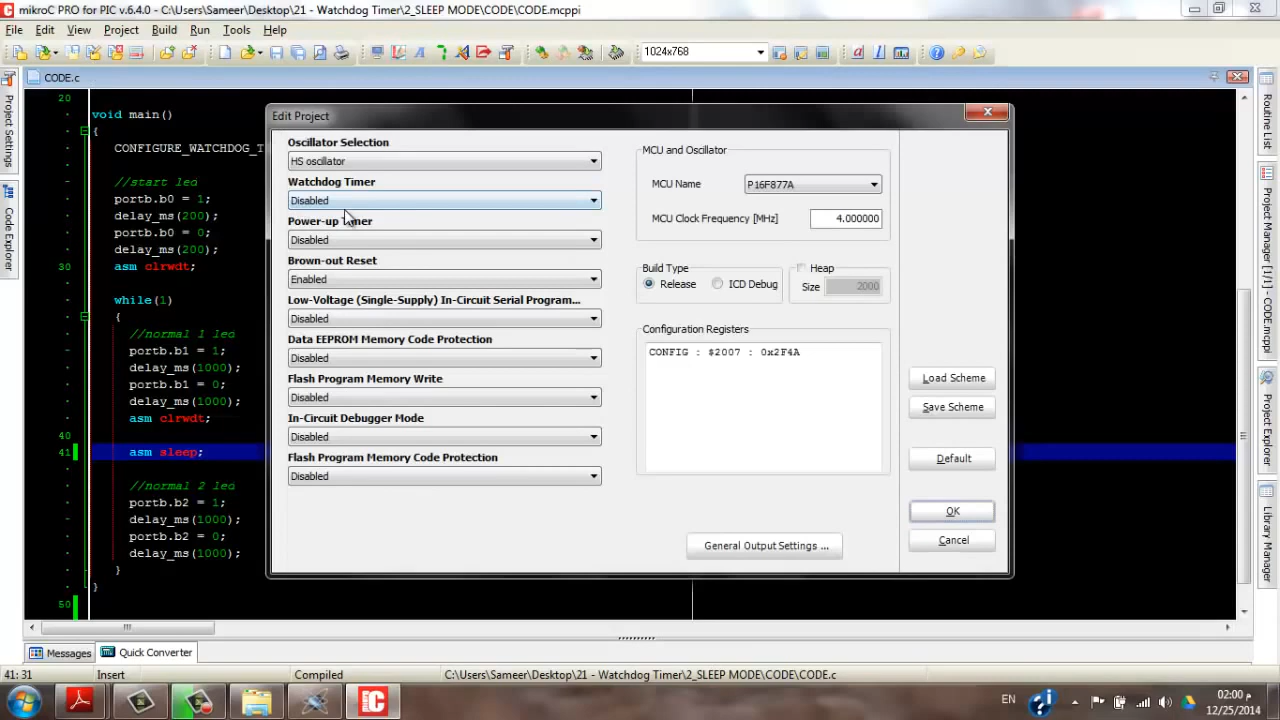 mikroC PRO for PIC v.6.4.0 - C:\Users\Sameer\Desktop\21 - Watchdog Timer\2_SLEEP MODE\CODE\CODE.mcppi
File Edit View Project Build Run Tools Help
1024x768
CODE.c
20
void main()
{
CONFIGURE_WATCHDOG_T
//start led
portb.b0 = 1;
delay_ms(200);
portb.b0 = 0;
delay_ms(200);
30 asm clrwdt;
while(1)
{
//normal 1 led
portb.b1 = 1;
delay_ms(1000);
portb.b1 = 0;
delay_ms(1000);
asm clrwdt;
40
41 asm sleep;
//normal 2 led
portb.b2 = 1;
delay_ms(1000);
portb.b2 = 0;
delay_ms(1000);
}
}
50
Edit Project
Oscillator Selection
HS oscillator
Watchdog Timer
Disabled
Power-up Timer
Disabled
Brown-out Reset
Enabled
Low-Voltage (Single-Supply) In-Circuit Serial Program...
Disabled
Data EEPROM Memory Code Protection
Disabled
Flash Program Memory Write
Disabled
In-Circuit Debugger Mode
Disabled
Flash Program Memory Code Protection
Disabled
MCU and Oscillator
MCU Name P16F877A
MCU Clock Frequency [MHz] 4.000000
Build Type
Release ICD Debug
Heap
Size 2000
Configuration Registers
CONFIG : $2007 : 0x2F4A
General Output Settings ...
Load Scheme
Save Scheme
Default
OK
Cancel
Project Settings
Code Explorer
Routine List
Project Manager [1/1] - CODE.mcppi
Project Explorer
Library Manager
Messages Quick Converter
41: 31 Insert Compiled C:\Users\Sameer\Desktop\21 - Watchdog Timer\2_SLEEP MODE\CODE\CODE.c
EN
02:00 م
12/25/2014